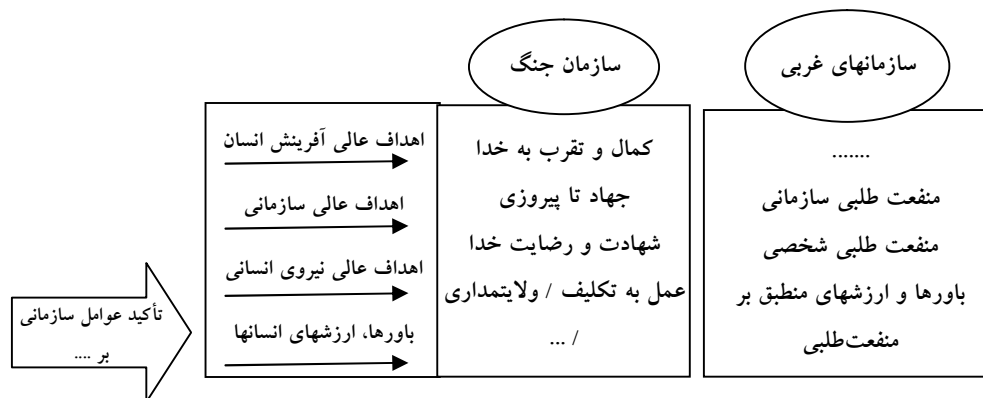 سازمانهای غربی
.......
منفعت طلبی سازمانی
منفعت طلبی شخصی
باورها و ارزشهای منطبق بر
منفعت‌طلبی
سازمان جنگ
کمال و تقرب به خدا
جهاد تا پیروزی
شهادت و رضایت خدا
عمل به تکلیف / ولایتمداری
/ ...
اهداف عالی آفرینش انسان
اهداف عالی سازمانی
اهداف عالی نیروی انسانی
باورها، ارزشهای انسانها
تأکید عوامل سازمانی
بر ....